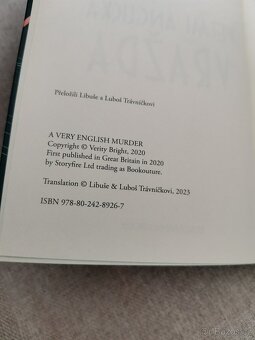 Přeložili Libuše a Luboš Trávníčkovi
A VERY ENGLISH MURDER
Copyright © Verity Bright, 2020
First published in Great Britain in 2020
by Storyfire Ltd trading as Bookouture.
Translation © Libuše & Luboš Trávníčkovi, 2023
ISBN 978-80-242-8926-7